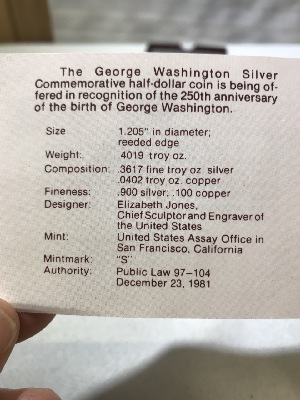 The George Washington Silver
Commemorative half-dollar coin is being of-
fered in recognition of the 250th anniversary
of the birth of George Washington.
Size 1.205" in diameter;
reeded edge
Weight: .4019 troy oz.
Composition: .3617 fine troy oz. silver
.0402 troy oz. copper
Fineness: .900 silver; .100 copper
Designer: Elizabeth Jones,
Chief Sculptor and Engraver of
the United States
Mint: United States Assay Office in
San Francisco, California
Mintmark: "S"
Authority: Public Law 97-104
December 23, 1981